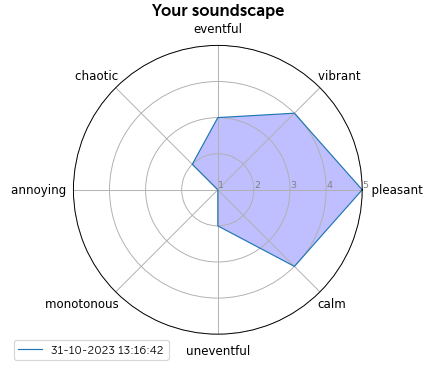 Your soundscape
eventful
chaotic
vibrant
annoying
1
2
3
4
5
pleasant
monotonous
calm
31-10-2023 13:16:42
uneventful